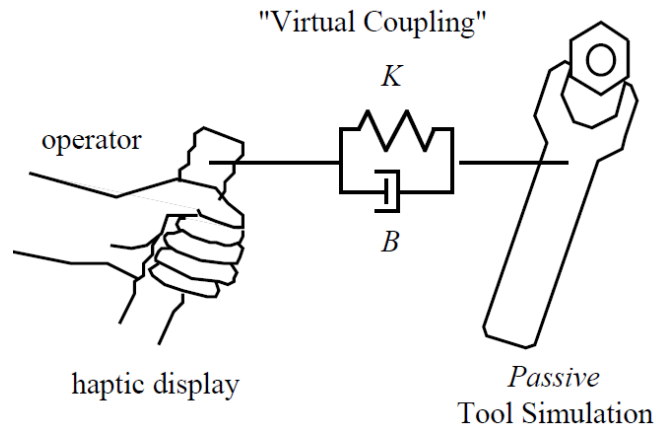 "Virtual Coupling"
K
operator
B
haptic display
Passive
Tool Simulation